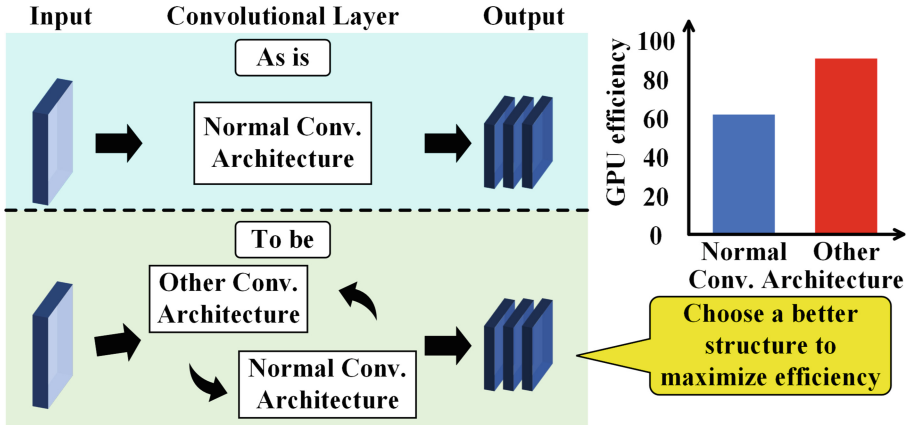 Input
Convolutional Layer
Output
As is
Normal Conv.
Architecture
To be
Other Conv.
Architecture
Normal Conv.
Architecture
GPU efficiency
100
80
60
40
20
0
Normal Other
Conv. Architecture
Choose a better
structure to
maximize efficiency